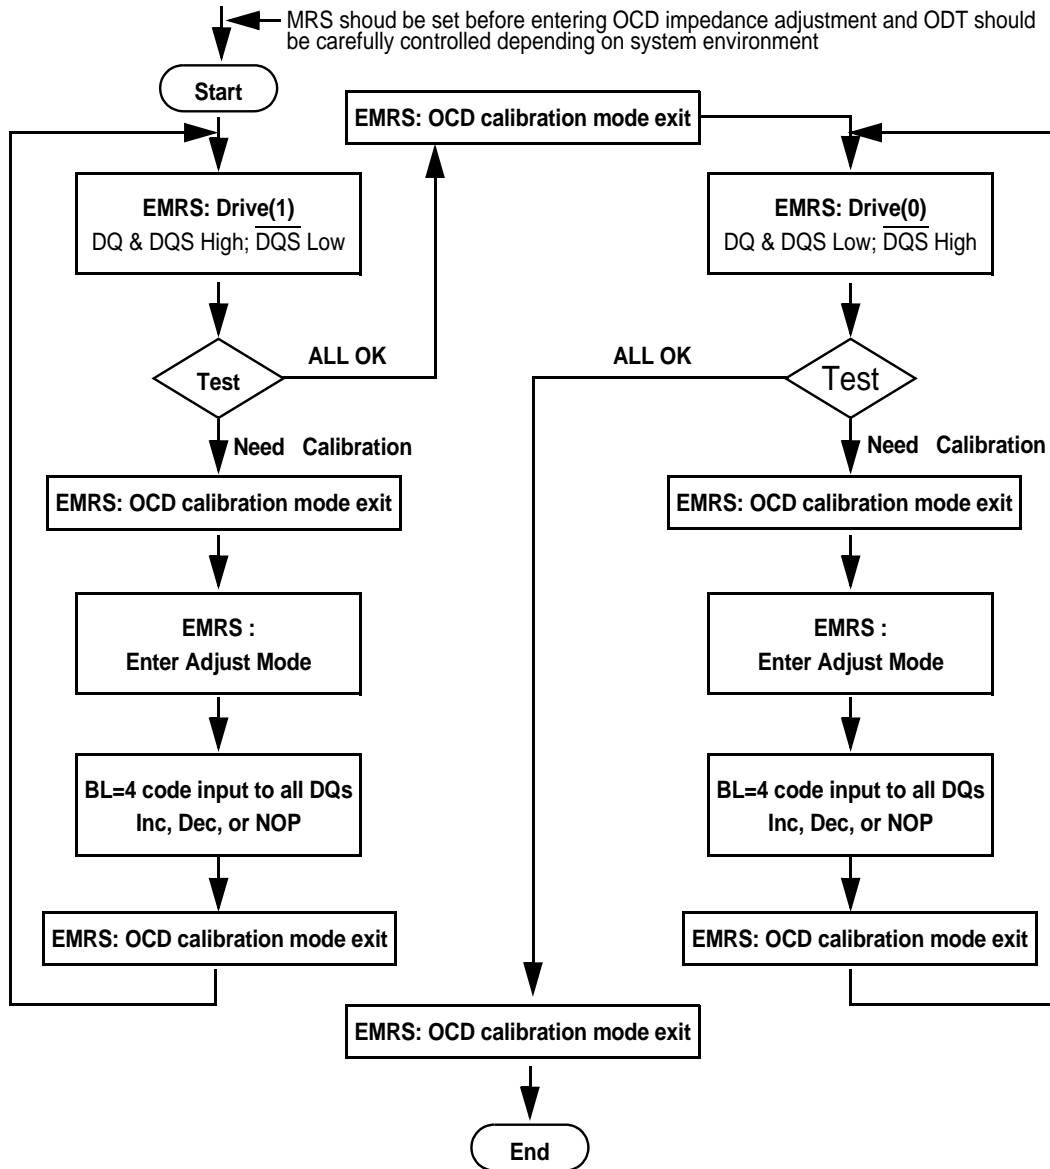 MRS shoud be set before entering OCD impedance adjustment and ODT should
be carefully controlled depending on system environment
Start
EMRS: OCD calibration mode exit
EMRS: Drive(1)
DQ & DQS High; D̅Q̅S̅ Low
Test
ALL OK
Need Calibration
EMRS: OCD calibration mode exit
EMRS :
Enter Adjust Mode
BL=4 code input to all DQs
Inc, Dec, or NOP
EMRS: OCD calibration mode exit
EMRS: Drive(0)
DQ & DQS Low; D̅Q̅S̅ High
Test
ALL OK
Need Calibration
EMRS: OCD calibration mode exit
EMRS :
Enter Adjust Mode
BL=4 code input to all DQs
Inc, Dec, or NOP
EMRS: OCD calibration mode exit
EMRS: OCD calibration mode exit
End